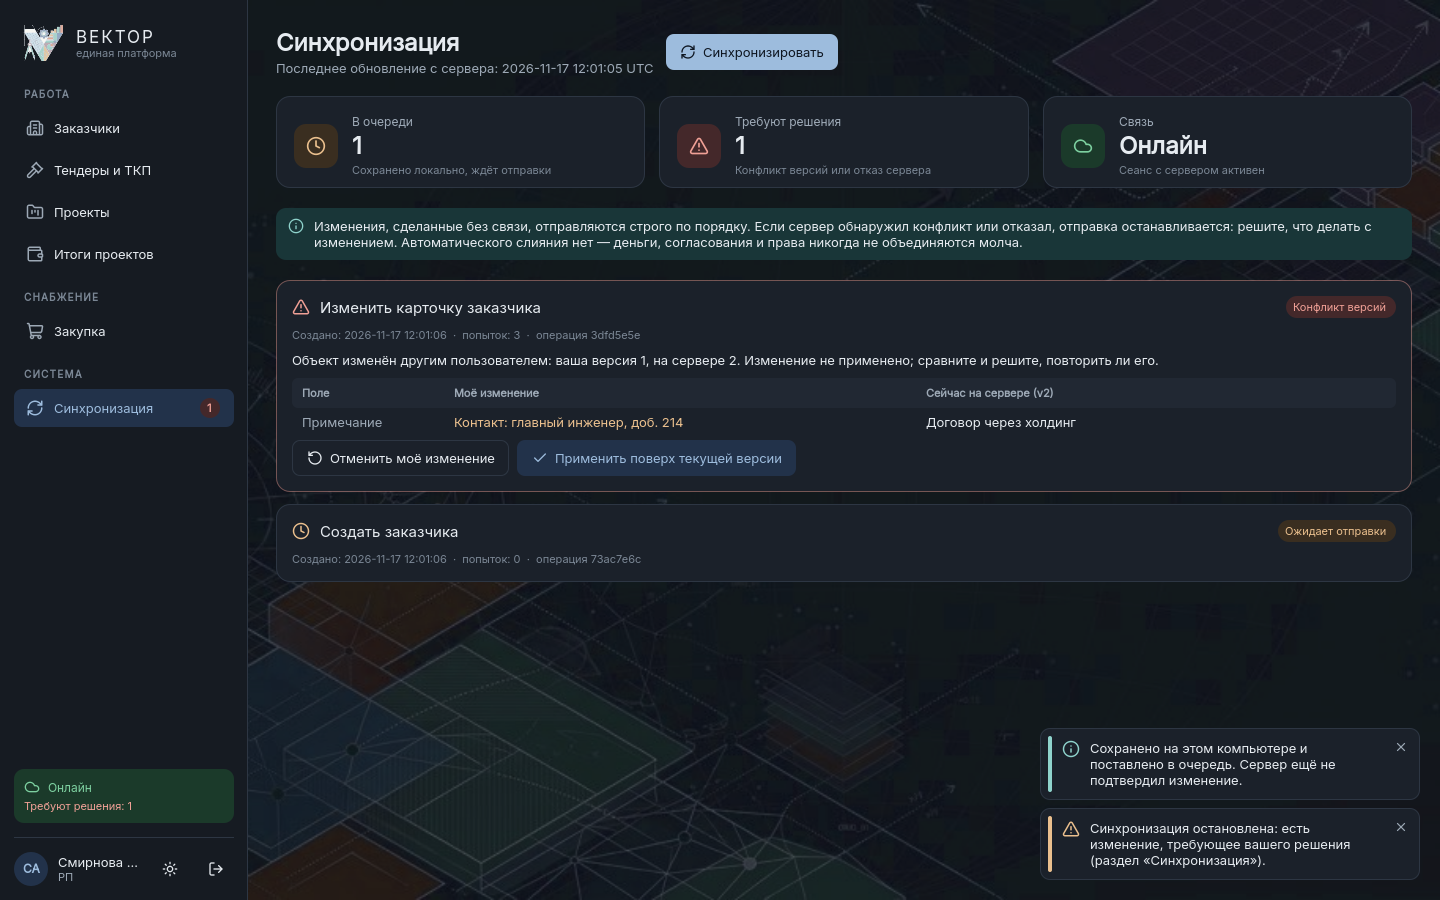 ВЕКТОР
единая платформа
РАБОТА
Заказчики
Тендеры и ТКП
Проекты
Итоги проектов
СНАБЖЕНИЕ
Закупка
СИСТЕМА
Синхронизация 1
Онлайн
Требуют решения: 1
СА
Смирнова ...
РП
Синхронизация
Последнее обновление с сервера: 2026-11-17 12:01:05 UTC
Синхронизировать
В очереди
1
Сохранено локально, ждёт отправки
Требуют решения
1
Конфликт версий или отказ сервера
Связь
Онлайн
Сеанс с сервером активен
Изменения, сделанные без связи, отправляются строго по порядку. Если сервер обнаружил конфликт или отказал, отправка останавливается: решите, что делать с
изменением. Автоматического слияния нет — деньги, согласования и права никогда не объединяются молча.
Изменить карточку заказчика
Конфликт версий
Создано: 2026-11-17 12:01:06 · попыток: 3 · операция 3dfd5e5e
Объект изменён другим пользователем: ваша версия 1, на сервере 2. Изменение не применено; сравните и решите, повторить ли его.
Поле Моё изменение Сейчас на сервере (v2)
Примечание Контакт: главный инженер, доб. 214 Договор через холдинг
Отменить моё изменение
Применить поверх текущей версии
Создать заказчика
Ожидает отправки
Создано: 2026-11-17 12:01:06 · попыток: 0 · операция 73ac7e6c
Сохранено на этом компьютере и
поставлено в очередь. Сервер ещё не
подтвердил изменение.
Синхронизация остановлена: есть
изменение, требующее вашего решения
(раздел «Синхронизация»).